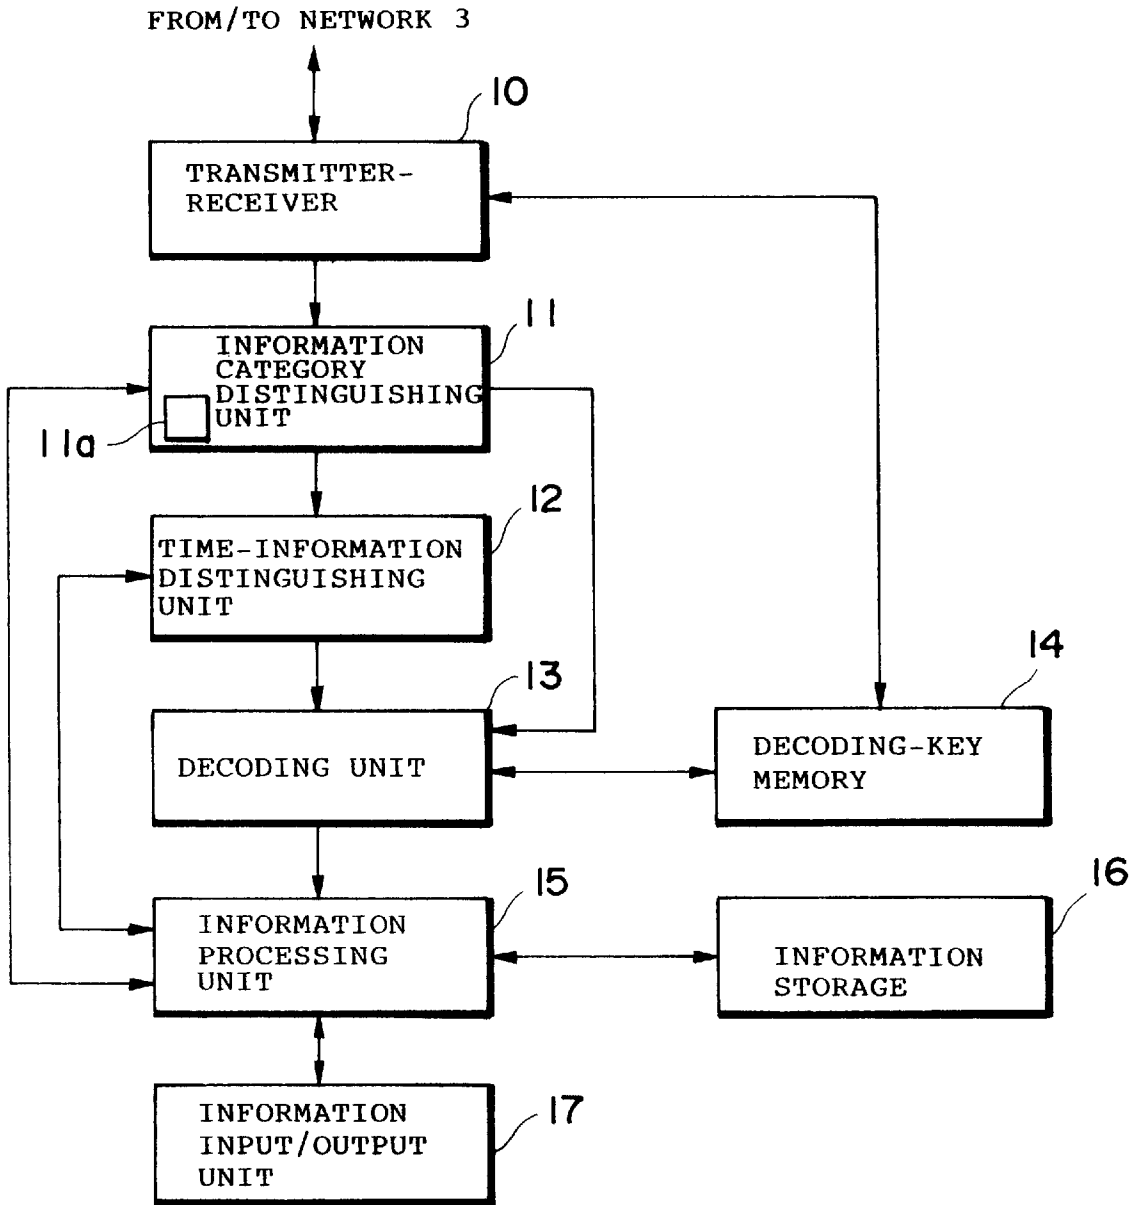 FROM/TO NETWORK 3
10
TRANSMITTER-
RECEIVER
11
INFORMATION
CATEGORY
DISTINGUISHING
UNIT
11a
12
TIME-INFORMATION
DISTINGUISHING
UNIT
13
DECODING UNIT
14
DECODING-KEY
MEMORY
15
INFORMATION
PROCESSING
UNIT
16
INFORMATION
STORAGE
17
INFORMATION
INPUT/OUTPUT
UNIT